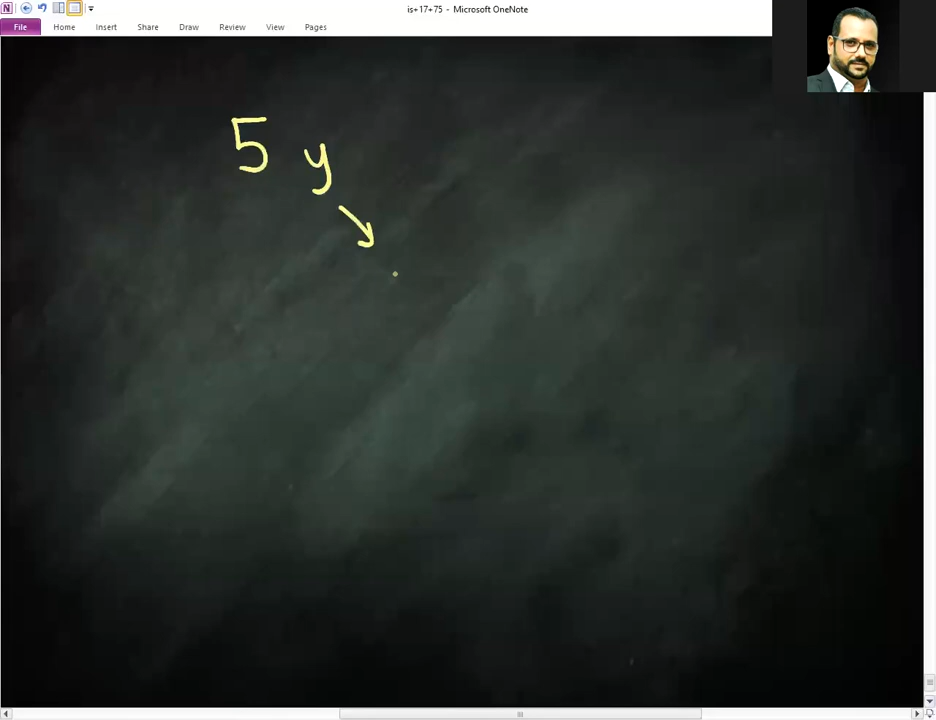 is+17+75 - Microsoft OneNote
File Home Insert Share Draw Review View Pages
5 y